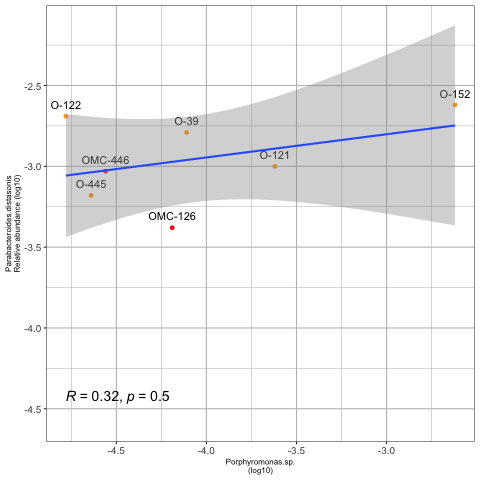 -2.5
-3.0
-3.5
-4.0
-4.5
Parabacteroides.distasonis
Relative abundance (log10)
O-122
O-152
O-39
OMC-446
O-121
O-445
OMC-126
R = 0.32, p = 0.5
-4.5
-4.0
-3.5
-3.0
Porphyromonas.sp.
(log10)